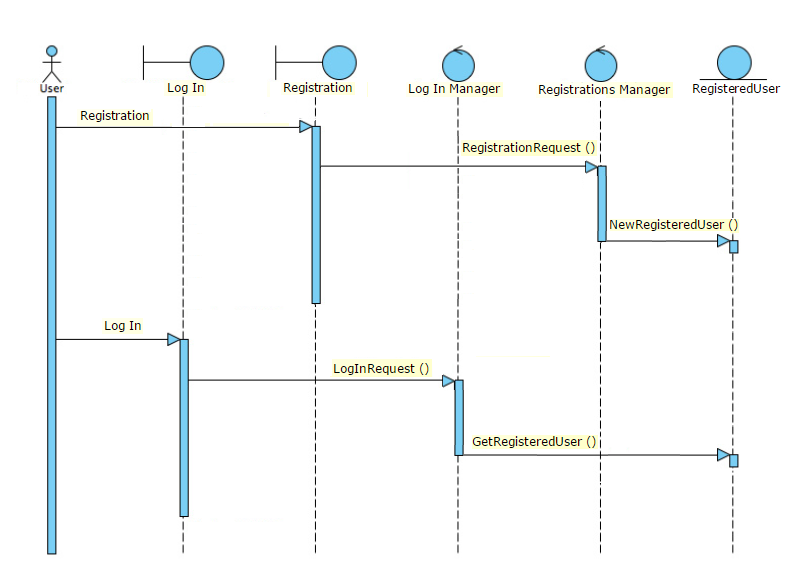 User
Log In
Registration
Log In Manager
Registrations Manager
RegisteredUser
Registration
RegistrationRequest ()
NewRegisteredUser ()
Log In
LogInRequest ()
GetRegisteredUser ()